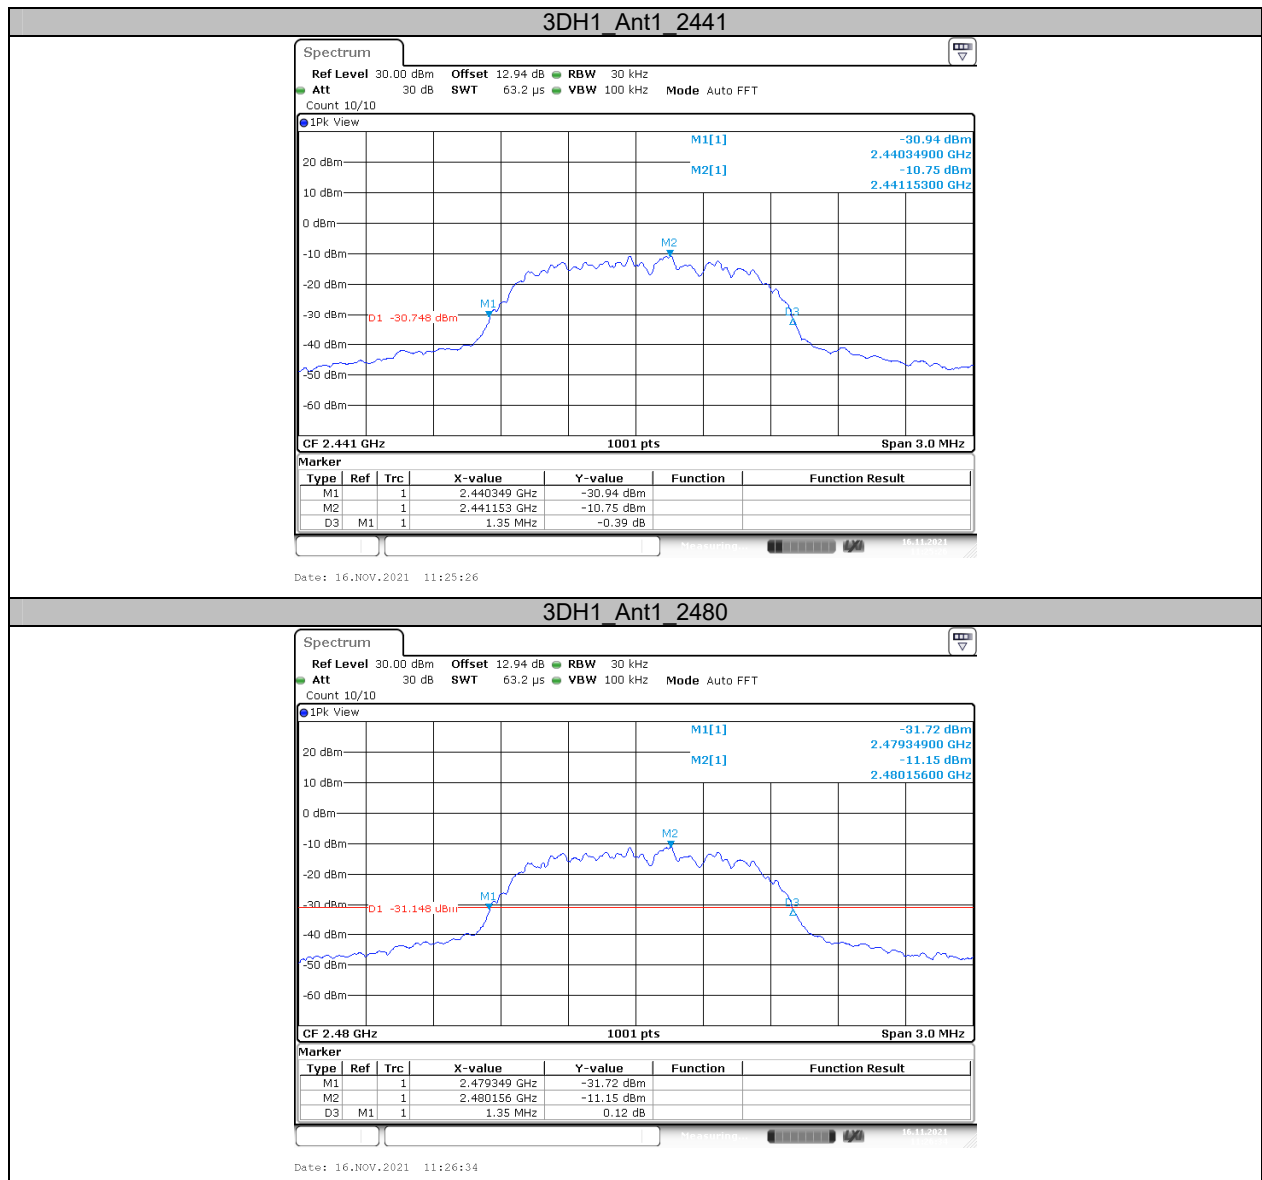 3DH1_Ant1_2441
Spectrum
Ref Level 30.00 dBm Offset 12.94 dB RBW 30 kHz
Att 30 dB SWT 63.2 µs VBW 100 kHz Mode Auto FFT
Count 10/10
1Pk View
M1[1] -30.94 dBm
2.44034900 GHz
20 dBm
M2[1] -10.75 dBm
2.44115300 GHz
10 dBm
0 dBm
M2
-10 dBm
-20 dBm
M1
-30 dBm
D3
D1 -30.748 dBm
-40 dBm
-50 dBm
-60 dBm
CF 2.441 GHz 1001 pts Span 3.0 MHz
Marker
Type Ref Trc X-value Y-value Function Function Result
M1 1 2.440349 GHz -30.94 dBm
M2 1 2.441153 GHz -10.75 dBm
D3 M1 1 1.35 MHz -0.39 dB
Measuring...
16.11.2021
Date: 16.NOV.2021 11:25:26
3DH1_Ant1_2480
Spectrum
Ref Level 30.00 dBm Offset 12.94 dB RBW 30 kHz
Att 30 dB SWT 63.2 µs VBW 100 kHz Mode Auto FFT
Count 10/10
1Pk View
M1[1] -31.72 dBm
2.47934900 GHz
20 dBm
M2[1] -11.15 dBm
2.48015600 GHz
10 dBm
0 dBm
M2
-10 dBm
-20 dBm
M1
-30 dBm
D3
D1 -31.148 dBm
-40 dBm
-50 dBm
-60 dBm
CF 2.48 GHz 1001 pts Span 3.0 MHz
Marker
Type Ref Trc X-value Y-value Function Function Result
M1 1 2.479349 GHz -31.72 dBm
M2 1 2.480156 GHz -11.15 dBm
D3 M1 1 1.35 MHz 0.12 dB
Measuring...
16.11.2021
Date: 16.NOV.2021 11:26:34